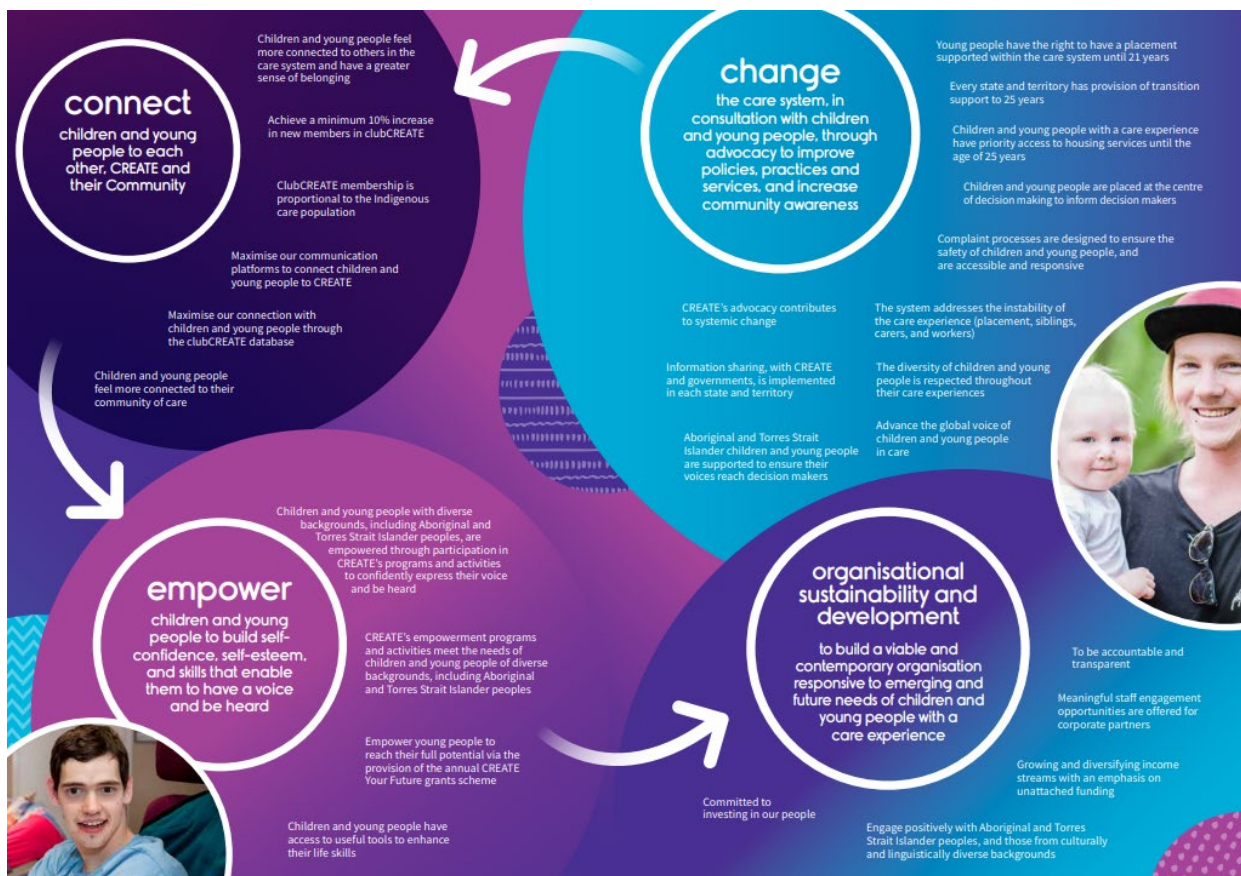 connect
children and young
people to each
other, CREATE and
their Community
Children and young people feel
more connected to others in the
care system and have a greater
sense of belonging
Achieve a minimum 10% increase
in new members in clubCREATE
ClubCREATE membership is
proportional to the Indigenous
care population
Maximise our communication
platforms to connect children and
young people to CREATE
Maximise our connection with
children and young people through
the clubCREATE database
Children and young people
feel more connected to their
community of care
change
the care system, in
consultation with children
and young people, through
advocacy to improve
policies, practices and
services, and increase
community awareness
Young people have the right to have a placement
supported within the care system until 21 years
Every state and territory has provision of transition
support to 25 years
Children and young people with a care experience
have priority access to housing services until the
age of 25 years
Children and young people are placed at the centre
of decision making to inform decision makers
Complaint processes are designed to ensure the
safety of children and young people, and
are accessible and responsive
CREATE's advocacy contributes
to systemic change
Information sharing, with CREATE
and governments, is implemented
in each state and territory
Aboriginal and Torres Strait
Islander children and young people
are supported to ensure their
voices reach decision makers
The system addresses the instability of
the care experience (placement, siblings,
carers, and workers)
The diversity of children and young
people is respected throughout
their care experiences
Advance the global voice of
children and young people
in care
empower
children and young
people to build self-
confidence, self-esteem,
and skills that enable
them to have a voice
and be heard
Children and young people with diverse
backgrounds, including Aboriginal and
Torres Strait Islander peoples, are
empowered through participation in
CREATE's programs and activities
to confidently express their voice
and be heard
CREATE's empowerment programs
and activities meet the needs of
children and young people of diverse
backgrounds, including Aboriginal
and Torres Strait Islander peoples
Empower young people to
reach their full potential via the
provision of the annual CREATE
Your Future grants scheme
Children and young people have
access to useful tools to enhance
their life skills
organisational
sustainability and
development
to build a viable and
contemporary organisation
responsive to emerging and
future needs of children and
young people with a
care experience
To be accountable and
transparent
Meaningful staff engagement
opportunities are offered for
corporate partners
Growing and diversifying income
streams with an emphasis on
unattached funding
Committed to
investing in our people
Engage positively with Aboriginal and Torres
Strait Islander peoples, and those from culturally
and linguistically diverse backgrounds